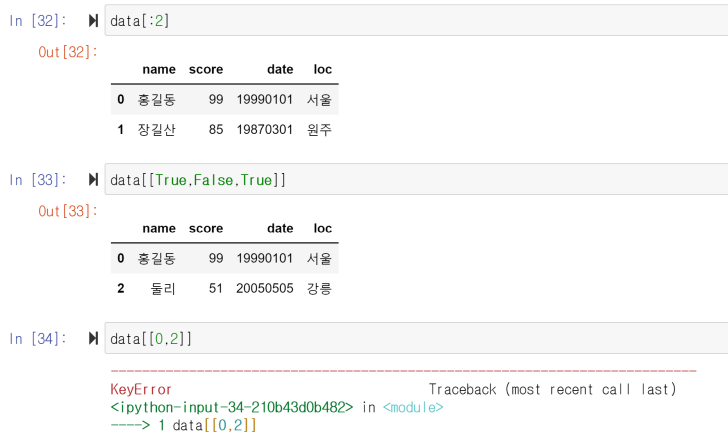 In [32]: data[:2]
Out[32]:
name score date loc
0 홍길동 99 19990101 서울
1 장길산 85 19870301 원주
In [33]: data[[True,False,True]]
Out[33]:
name score date loc
0 홍길동 99 19990101 서울
2 둘리 51 20050505 강릉
In [34]: data[[0,2]]
---------------------------------------------------------------------------
KeyError Traceback (most recent call last)
<ipython-input-34-210b43d0b482> in <module>
----> 1 data[[0,2]]